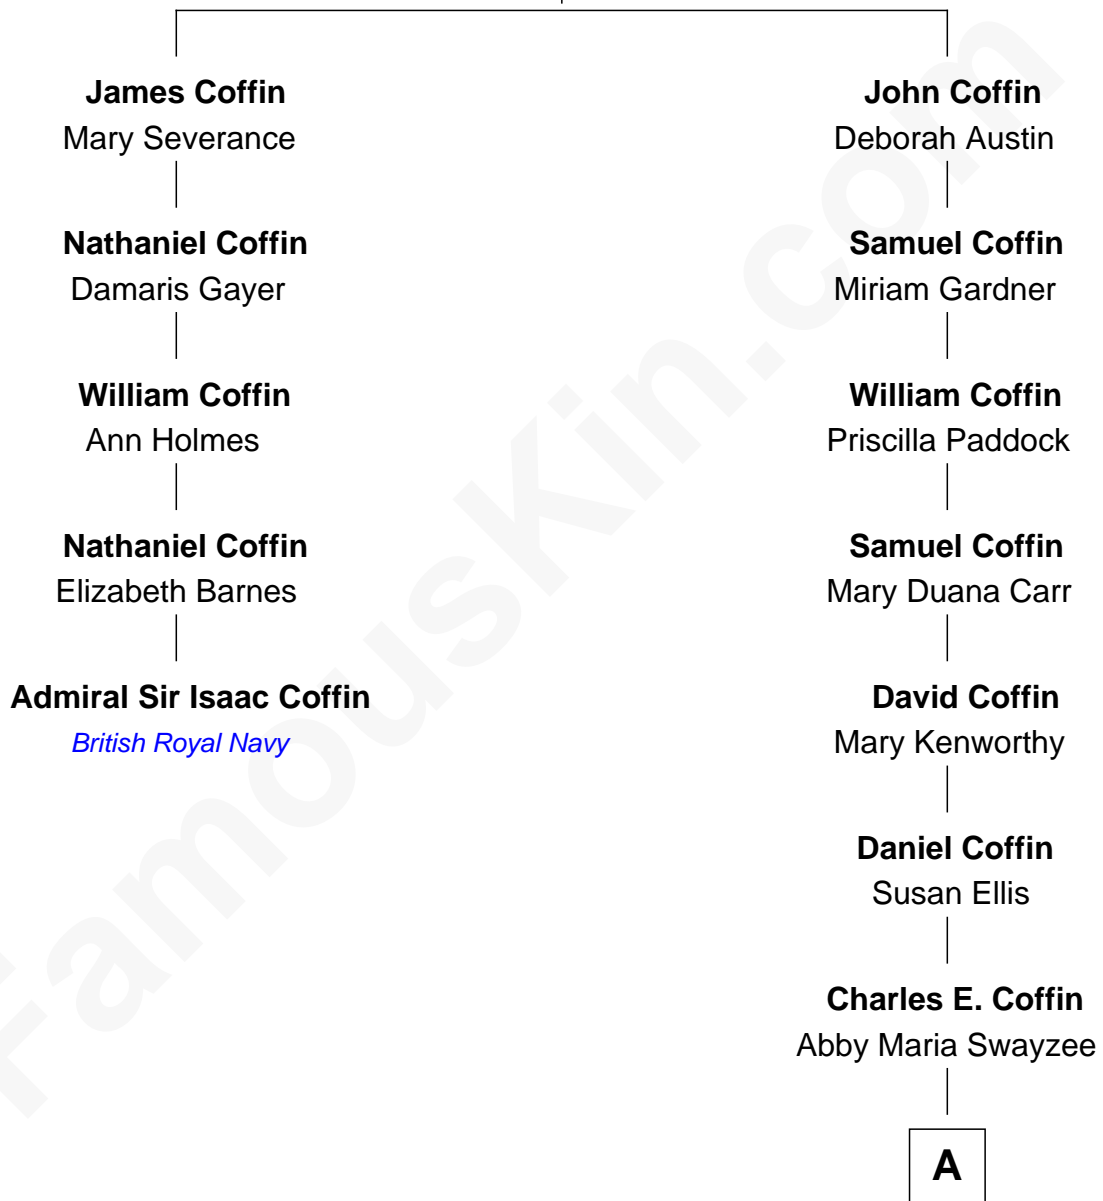 James Coffin
Mary Severance
Nathaniel Coffin
Damaris Gayer
William Coffin
Ann Holmes
Nathaniel Coffin
Elizabeth Barnes
Admiral Sir Isaac Coffin
British Royal Navy
John Coffin
Deborah Austin
Samuel Coffin
Miriam Gardner
William Coffin
Priscilla Paddock
Samuel Coffin
Mary Duana Carr
David Coffin
Mary Kenworthy
Daniel Coffin
Susan Ellis
Charles E. Coffin
Abby Maria Swayzee
A
FamousKin.com